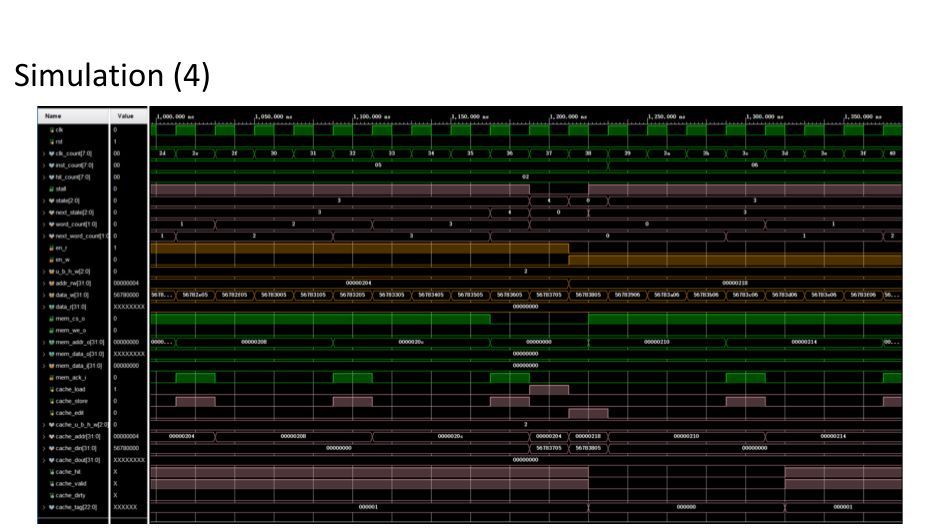 Simulation (4)
Name Value 1,000.000 ns 1,050.000 ns 1,100.000 ns 1,150.000 ns 1,200.000 ns 1,250.000 ns 1,300.000 ns 1,350.000 ns
clk 0
rst 1
clk_count[7:0] 00 2d 2e 2f 30 31 32 33 34 35 36 37 38 39 3a 3b 3c 3d 3e 3f 40
inst_count[7:0] 00 05 06
hit_count[7:0] 00 02
stall 0
state[2:0] 0 3 4 0 3
next_state[2:0] 0 3 4 0 3
word_count[1:0] 0 1 2 3 0 1
next_word_count[1:0 1 2 3 0 1 2
en_r 1
en_w 0
u_b_h_w[2:0] 0 2
addr_rw[31:0] 00000004 00000204 00000218
data_w[31:0] 56780000 5678... 56782e05 56782f05 56783005 56783105 56783205 56783305 56783405 56783505 56783605 56783705 56783805 56783906 56783a06 56783b06 56783c06 56783d06 56783e06 56783f06 56...
data_r[31:0] XXXXXXXX 00000000
mem_cs_o 0
mem_we_o 0
mem_addr_o[31:0] 00000000 0000... 00000208 0000020c 00000000 00000210 00000214 00...
mem_data_o[31:0] XXXXXXXX 00000000
mem_data_i[31:0] 00000000 00000000
mem_ack_i 0
cache_load 1
cache_store 0
cache_edit 0
cache_u_b_h_w[2:0] 0 2
cache_addr[31:0] 00000004 00000204 00000208 0000020c 00000204 00000218 00000210 00000214
cache_din[31:0] 56780000 00000000 56783705 56783805 00000000
cache_dout[31:0] XXXXXXXX 00000000
cache_hit X
cache_valid X
cache_dirty X
cache_tag[22:0] XXXXXX 000001 000000 000001